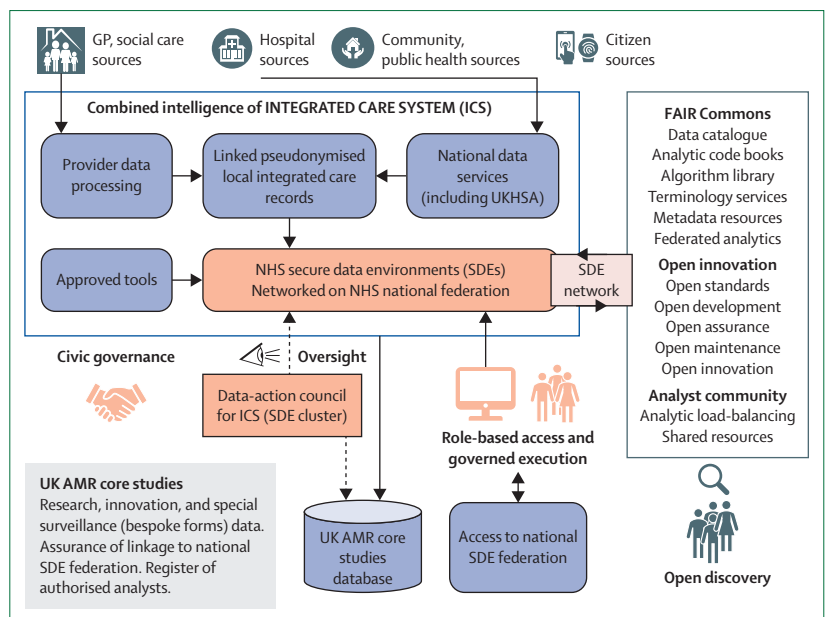 GP, social care
sources
Hospital
sources
Community,
public health sources
Citizen
sources
Combined intelligence of INTEGRATED CARE SYSTEM (ICS)
Provider data
processing
Linked pseudonymised
local integrated care
records
National data
services
(including UKHSA)
Approved tools
NHS secure data environments (SDEs)
Networked on NHS national federation
SDE
network
FAIR Commons
Data catalogue
Analytic code books
Algorithm library
Terminology services
Metadata resources
Federated analytics
Open innovation
Open standards
Open development
Open assurance
Open maintenance
Open innovation
Analyst community
Analytic load-balancing
Shared resources
Civic governance
Oversight
Data-action council
for ICS (SDE cluster)
Role-based access and
governed execution
UK AMR core studies
Research, innovation, and special
surveillance (bespoke forms) data.
Assurance of linkage to national
SDE federation. Register of
authorised analysts.
UK AMR core
studies
database
Access to national
SDE federation
Open discovery